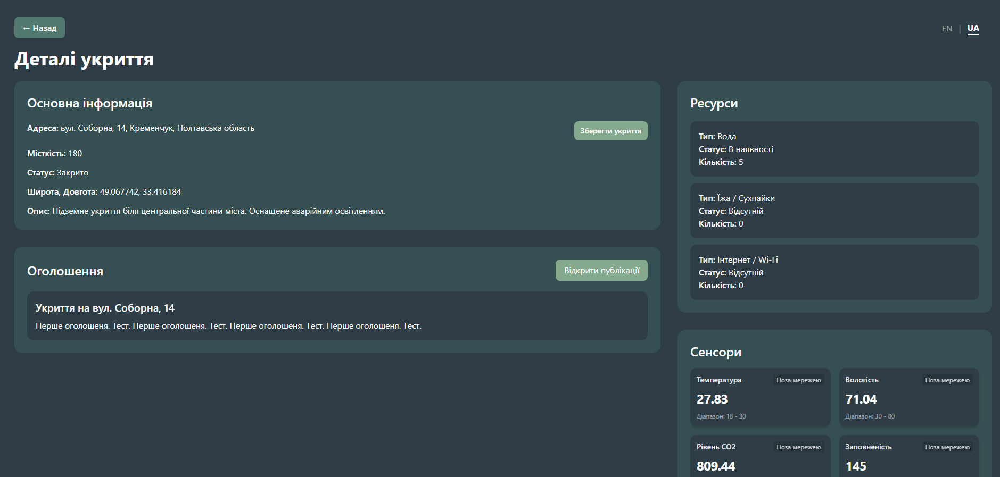 ← Назад
EN | UA
Деталі укриття
Основна інформація
Адреса: вул. Соборна, 14, Кременчук, Полтавська область
Зберегти укриття
Місткість: 180
Статус: Закрито
Широта, Довгота: 49.067742, 33.416184
Опис: Підземне укриття біля центральної частини міста. Оснащене аварійним освітленням.
Оголошення
Відкрити публікації
Укриття на вул. Соборна, 14
Перше оголошеня. Тест. Перше оголошеня. Тест. Перше оголошеня. Тест. Перше оголошеня. Тест.
Ресурси
Тип: Вода
Статус: В наявності
Кількість: 5
Тип: Їжа / Сухпайки
Статус: Відсутній
Кількість: 0
Тип: Інтернет / Wi-Fi
Статус: Відсутній
Кількість: 0
Сенсори
Температура Поза мережею
27.83
Діапазон: 18 - 30
Вологість Поза мережею
71.04
Діапазон: 30 - 80
Рівень CO2 Поза мережею
809.44
Заповненість Поза мережею
145